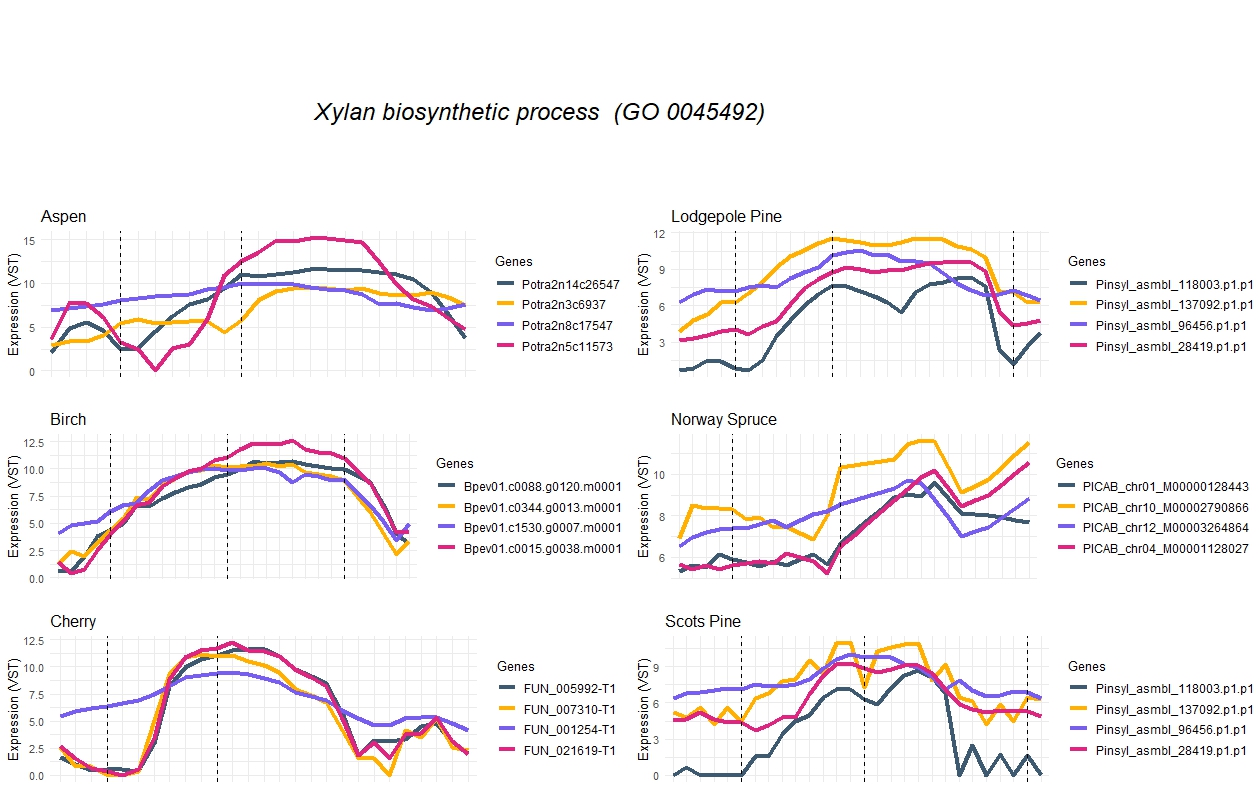 Xylan biosynthetic process (GO 0045492)
Aspen
Expression (VST)
15
10
5
0
Genes
Potra2n14c26547
Potra2n3c6937
Potra2n8c17547
Potra2n5c11573
Lodgepole Pine
Expression (VST)
12
9
6
3
Genes
Pinsyl_asmbl_118003.p1.p1
Pinsyl_asmbl_137092.p1.p1
Pinsyl_asmbl_96456.p1.p1
Pinsyl_asmbl_28419.p1.p1
Birch
Expression (VST)
12.5
10.0
7.5
5.0
2.5
0.0
Genes
Bpev01.c0088.g0120.m0001
Bpev01.c0344.g0013.m0001
Bpev01.c1530.g0007.m0001
Bpev01.c0015.g0038.m0001
Norway Spruce
Expression (VST)
10
8
6
Genes
PICAB_chr01_M00000128443
PICAB_chr10_M00002790866
PICAB_chr12_M00003264864
PICAB_chr04_M00001128027
Cherry
Expression (VST)
12.5
10.0
7.5
5.0
2.5
0.0
Genes
FUN_005992-T1
FUN_007310-T1
FUN_001254-T1
FUN_021619-T1
Scots Pine
Expression (VST)
9
6
3
0
Genes
Pinsyl_asmbl_118003.p1.p1
Pinsyl_asmbl_137092.p1.p1
Pinsyl_asmbl_96456.p1.p1
Pinsyl_asmbl_28419.p1.p1